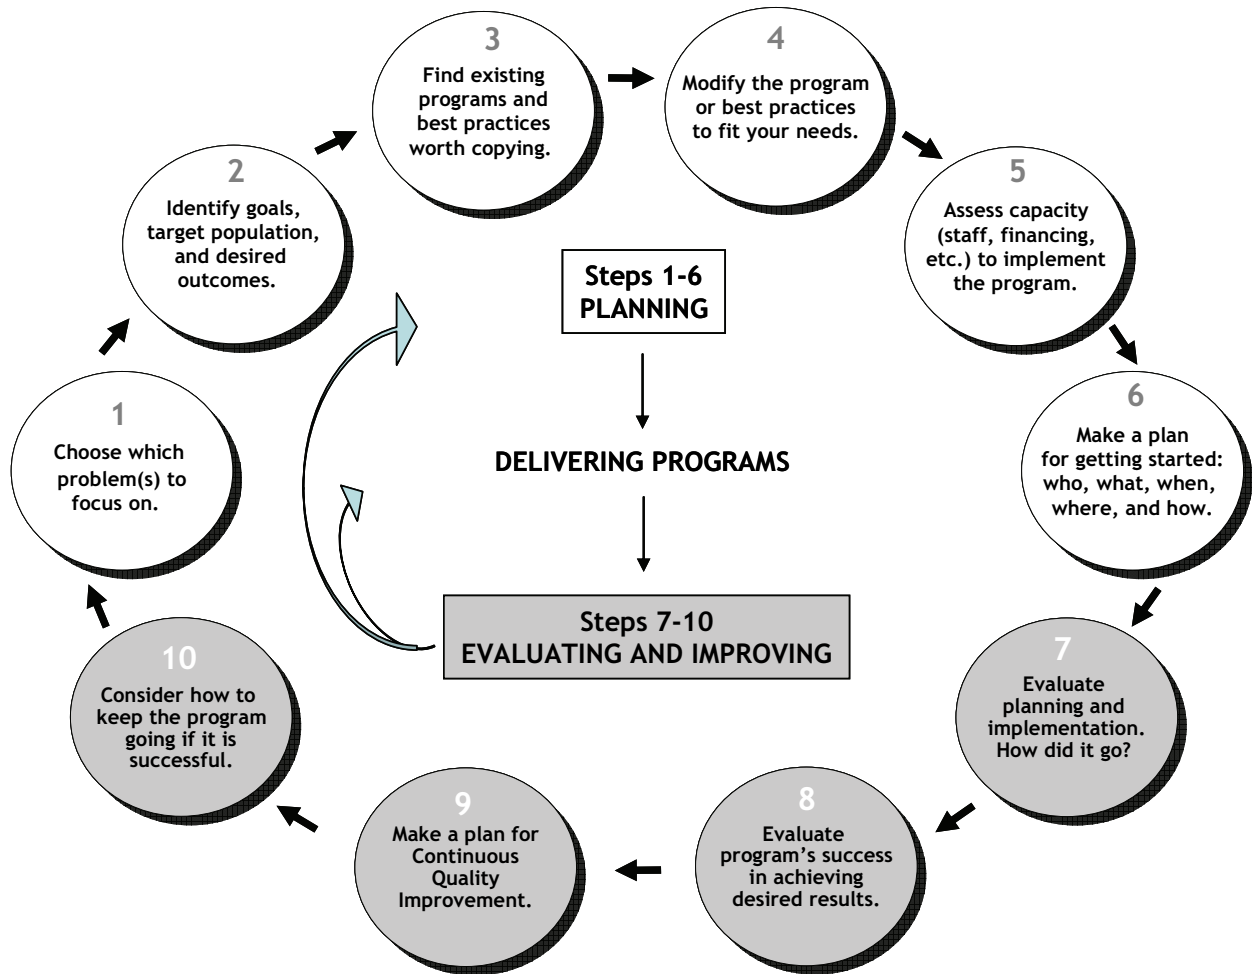 1
Choose which
problem(s) to
focus on.
2
Identify goals,
target population,
and desired
outcomes.
3
Find existing
programs and
best practices
worth copying.
4
Modify the program
or best practices
to fit your needs.
5
Assess capacity
(staff, financing,
etc.) to implement
the program.
6
Make a plan
for getting started:
who, what, when,
where, and how.
7
Evaluate
planning and
implementation.
How did it go?
8
Evaluate
program’s success
in achieving
desired results.
9
Make a plan for
Continuous
Quality
Improvement.
10
Consider how to
keep the program
going if it is
successful.
Steps 1-6
PLANNING
DELIVERING PROGRAMS
Steps 7-10
EVALUATING AND IMPROVING